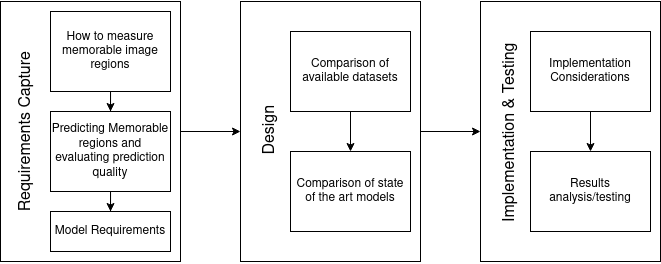 Requirements Capture
How to measure
memorable image
regions
Predicting Memorable
regions and
evaluating prediction
quality
Model Requirements
Design
Comparison of
available datasets
Comparison of state
of the art models
Implementation & Testing
Implementation
Considerations
Results
analysis/testing